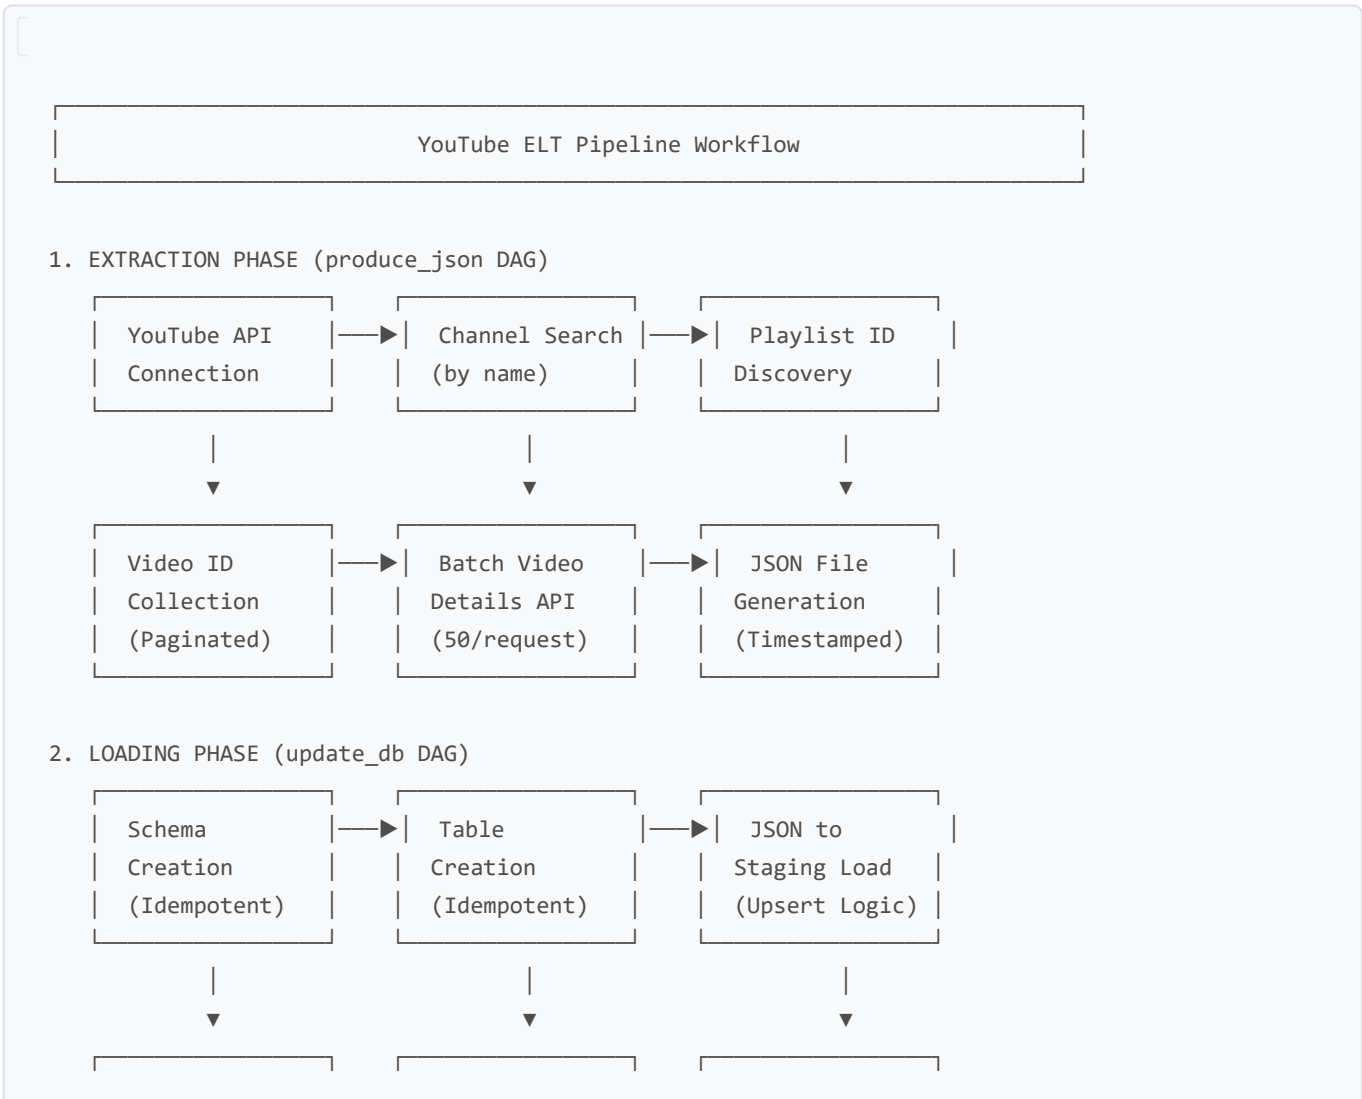 YouTube ELT Pipeline Workflow
1. EXTRACTION PHASE (produce_json DAG)
YouTube API Channel Search Playlist ID
Connection (by name) Discovery
Video ID Batch Video JSON File
Collection Details API Generation
(Paginated) (50/request) (Timestamped)
2. LOADING PHASE (update_db DAG)
Schema Table JSON to
Creation Creation Staging Load
(Idempotent) (Idempotent) (Upsert Logic)